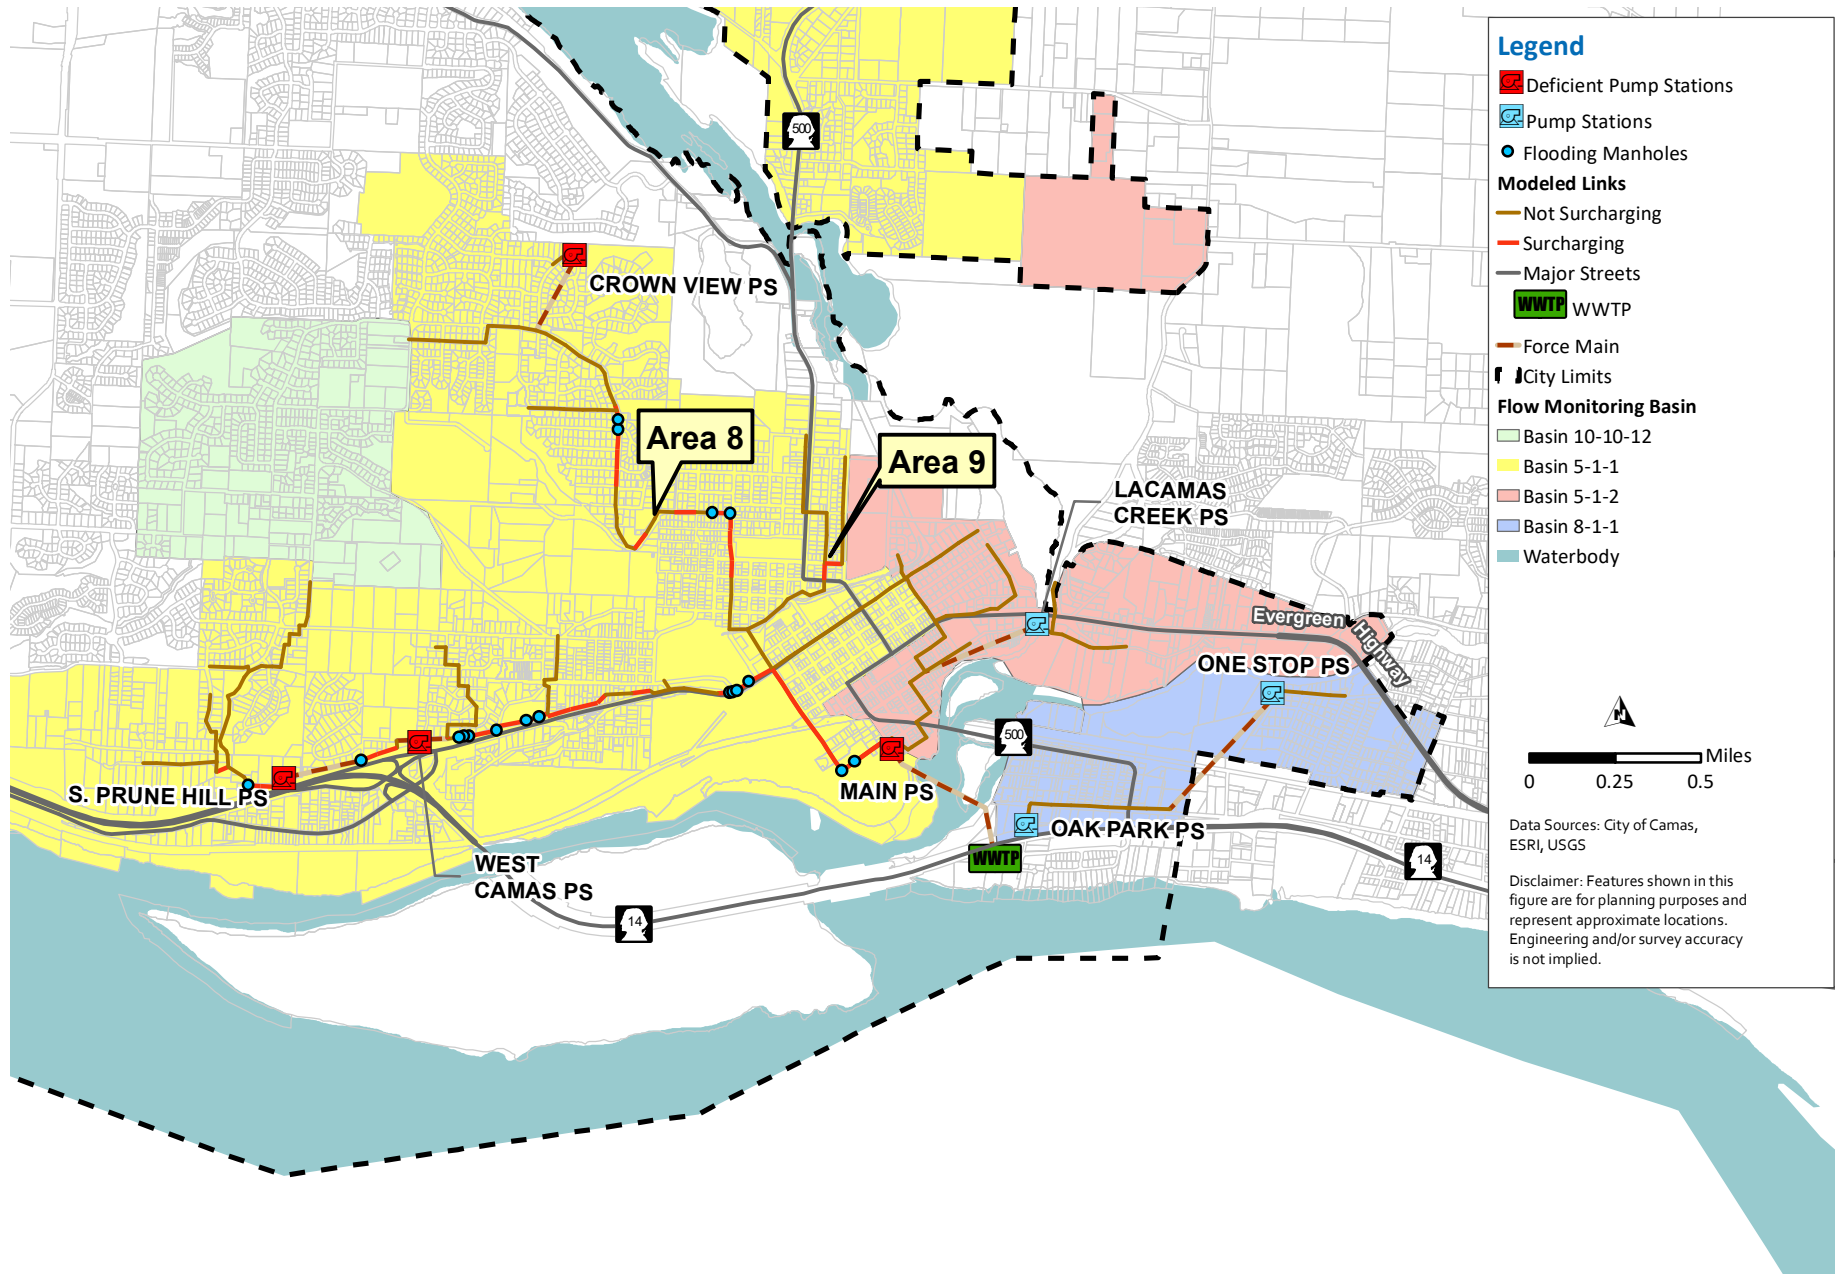 500
CROWN VIEW PS
Area 8
Area 9
LACAMAS
CREEK PS
Evergreen
Highway
ONE STOP PS
500
S. PRUNE HILL PS
MAIN PS
OAK PARK PS
WWTP
WEST
CAMAS PS
14
14
Legend
Deficient Pump Stations
Pump Stations
Flooding Manholes
Modeled Links
Not Surcharging
Surcharging
Major Streets
WWTP WWTP
Force Main
City Limits
Flow Monitoring Basin
Basin 10-10-12
Basin 5-1-1
Basin 5-1-2
Basin 8-1-1
Waterbody
N
Miles
0 0.25 0.5
Data Sources: City of Camas,
ESRI, USGS
Disclaimer: Features shown in this
figure are for planning purposes and
represent approximate locations.
Engineering and/or survey accuracy
is not implied.